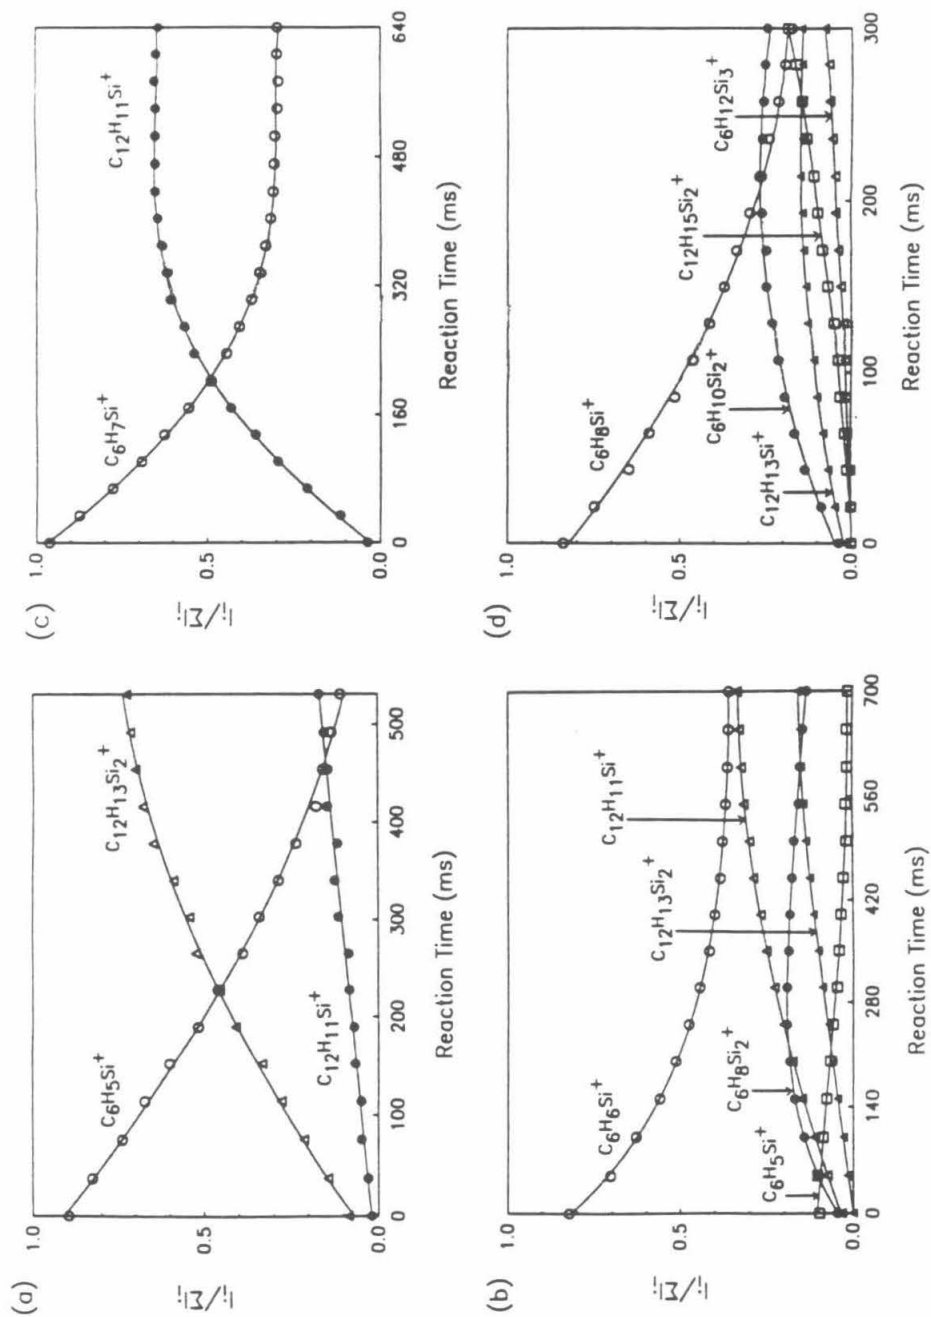 (a)
1.0
0.5
0.0
Iᵢ/ΣIᵢ
C₆H₅Si⁺
C₁₂H₁₃Si₂⁺
C₁₂H₁₁Si⁺
0 100 200 300 400 500
Reaction Time (ms)
(b)
1.0
0.5
0.0
Iᵢ/ΣIᵢ
C₆H₅Si⁺
C₆H₆Si⁺
C₆H₈Si₂⁺
C₁₂H₁₃Si₂⁺
C₁₂H₁₁Si⁺
0 140 280 420 560 700
Reaction Time (ms)
(c)
1.0
0.5
0.0
Iᵢ/ΣIᵢ
C₆H₇Si⁺
C₁₂H₁₁Si⁺
0 160 320 480 640
Reaction Time (ms)
(d)
1.0
0.5
0.0
Iᵢ/ΣIᵢ
C₆H₈Si⁺
C₁₂H₁₃Si⁺
C₆H₁₀Si₂⁺
C₁₂H₁₅Si₂⁺
C₆H₁₂Si₃⁺
0 100 200 300
Reaction Time (ms)